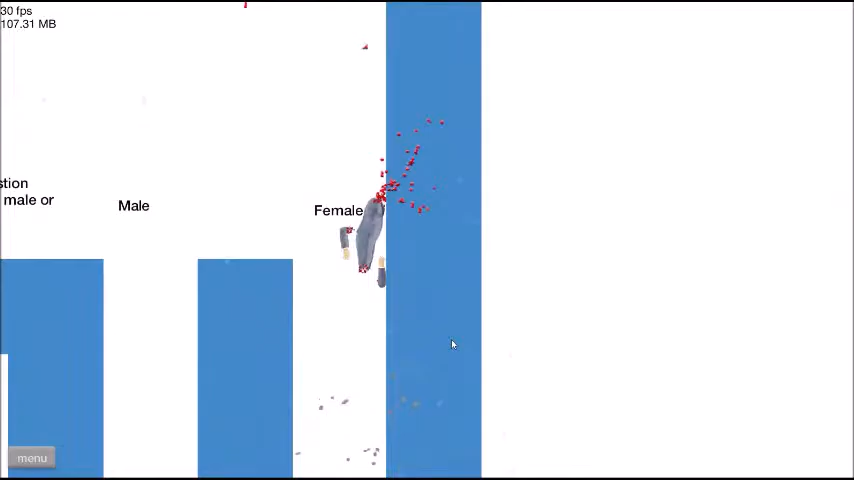 30 fps
107.31 MB
stion
male or
Male
Female
menu